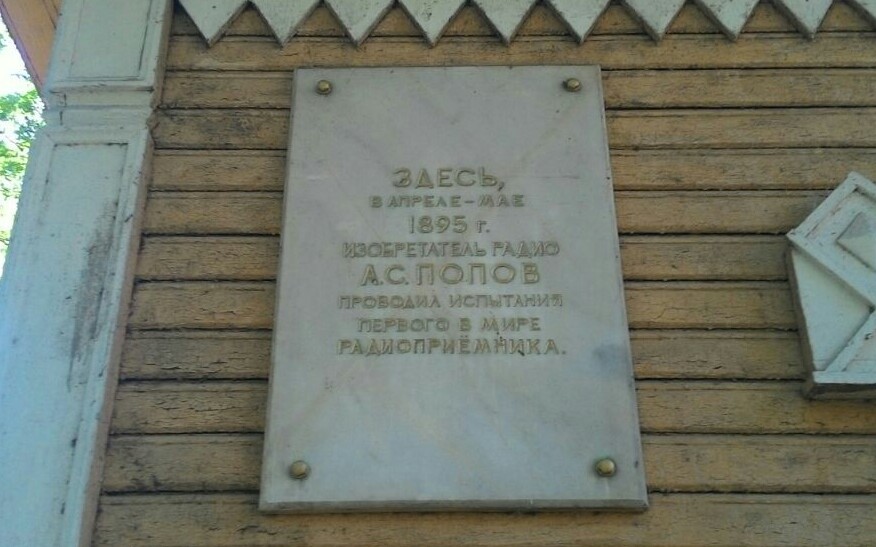 ЗДЕСЬ,
В АПРЕЛЕ – МАЕ
1895 г.
ИЗОБРЕТАТЕЛЬ РАДИО
А.С. ПОПОВ
ПРОВОДИЛ ИСПЫТАНИЯ
ПЕРВОГО В МИРЕ
РАДИОПРИЁМНИКА.